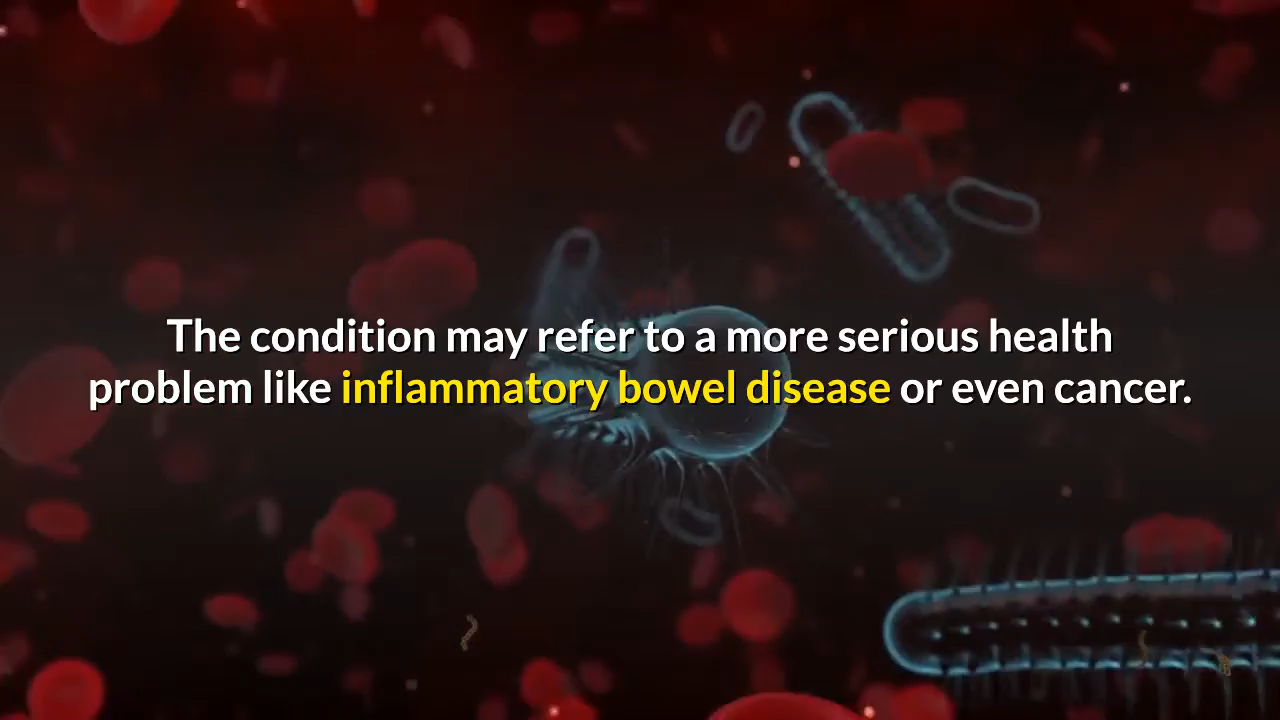 The condition may refer to a more serious health
problem like inflammatory bowel disease or even cancer.